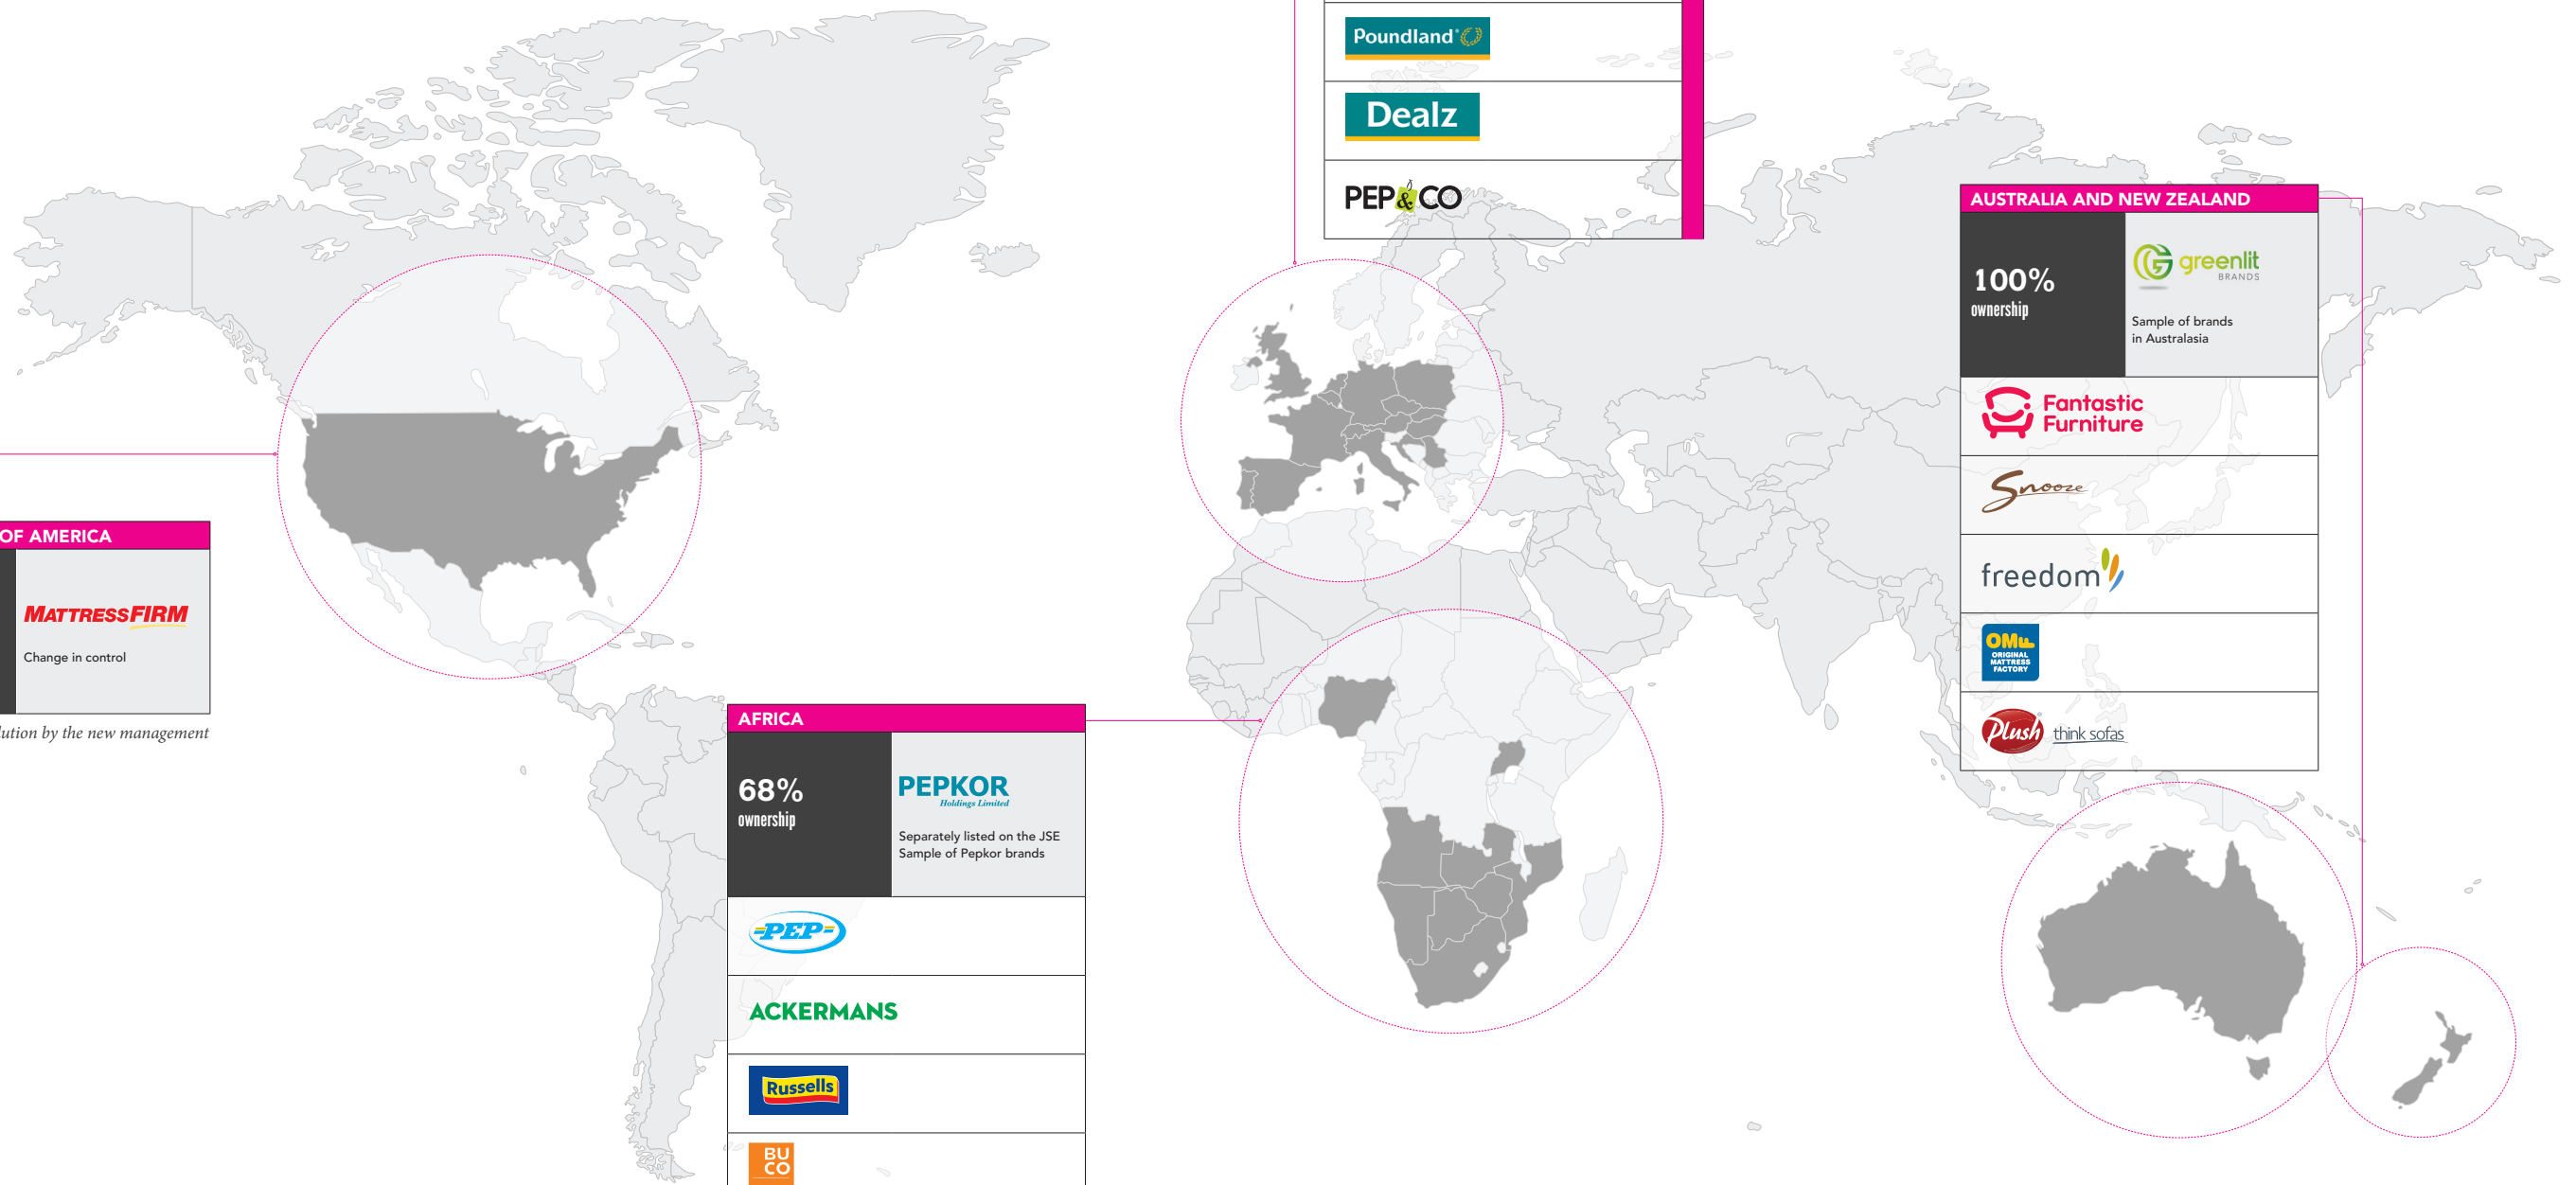 Poundland
Dealz
PEP&CO
OF AMERICA
MATTRESSFIRM
Change in control
lution by the new management
AFRICA
68%
ownership
PEPKOR
Holdings Limited
Separately listed on the JSE
Sample of Pepkor brands
PEP
ACKERMANS
Russells
BU
CO
AUSTRALIA AND NEW ZEALAND
100%
ownership
greenlit
BRANDS
Sample of brands
in Australasia
Fantastic
Furniture
Snooze
freedom
OMF
ORIGINAL
MATTRESS
FACTORY
Plush think sofas